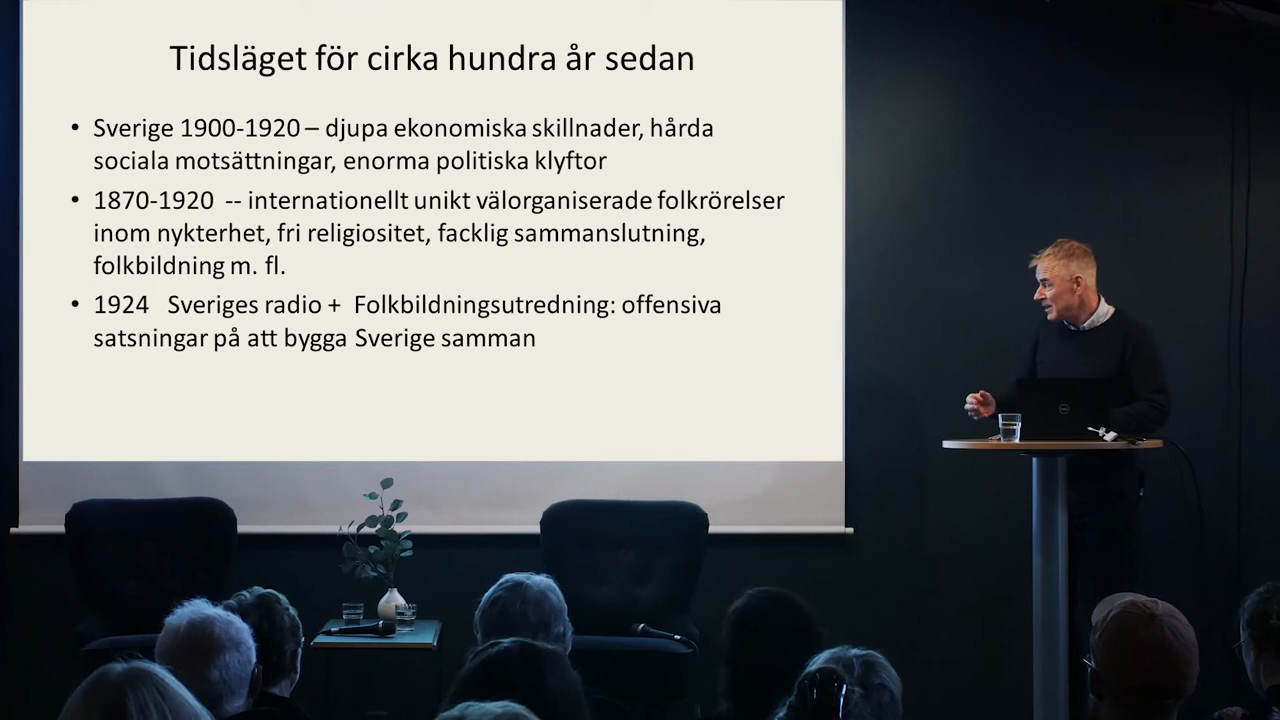 Tidsläget för cirka hundra år sedan
• Sverige 1900-1920 – djupa ekonomiska skillnader, hårda
sociala motsättningar, enorma politiska klyftor
• 1870-1920 -- internationellt unikt välorganiserade folkrörelser
inom nykterhet, fri religiositet, facklig sammanslutning,
folkbildning m. fl.
• 1924 Sveriges radio + Folkbildningsutredning: offensiva
satsningar på att bygga Sverige samman